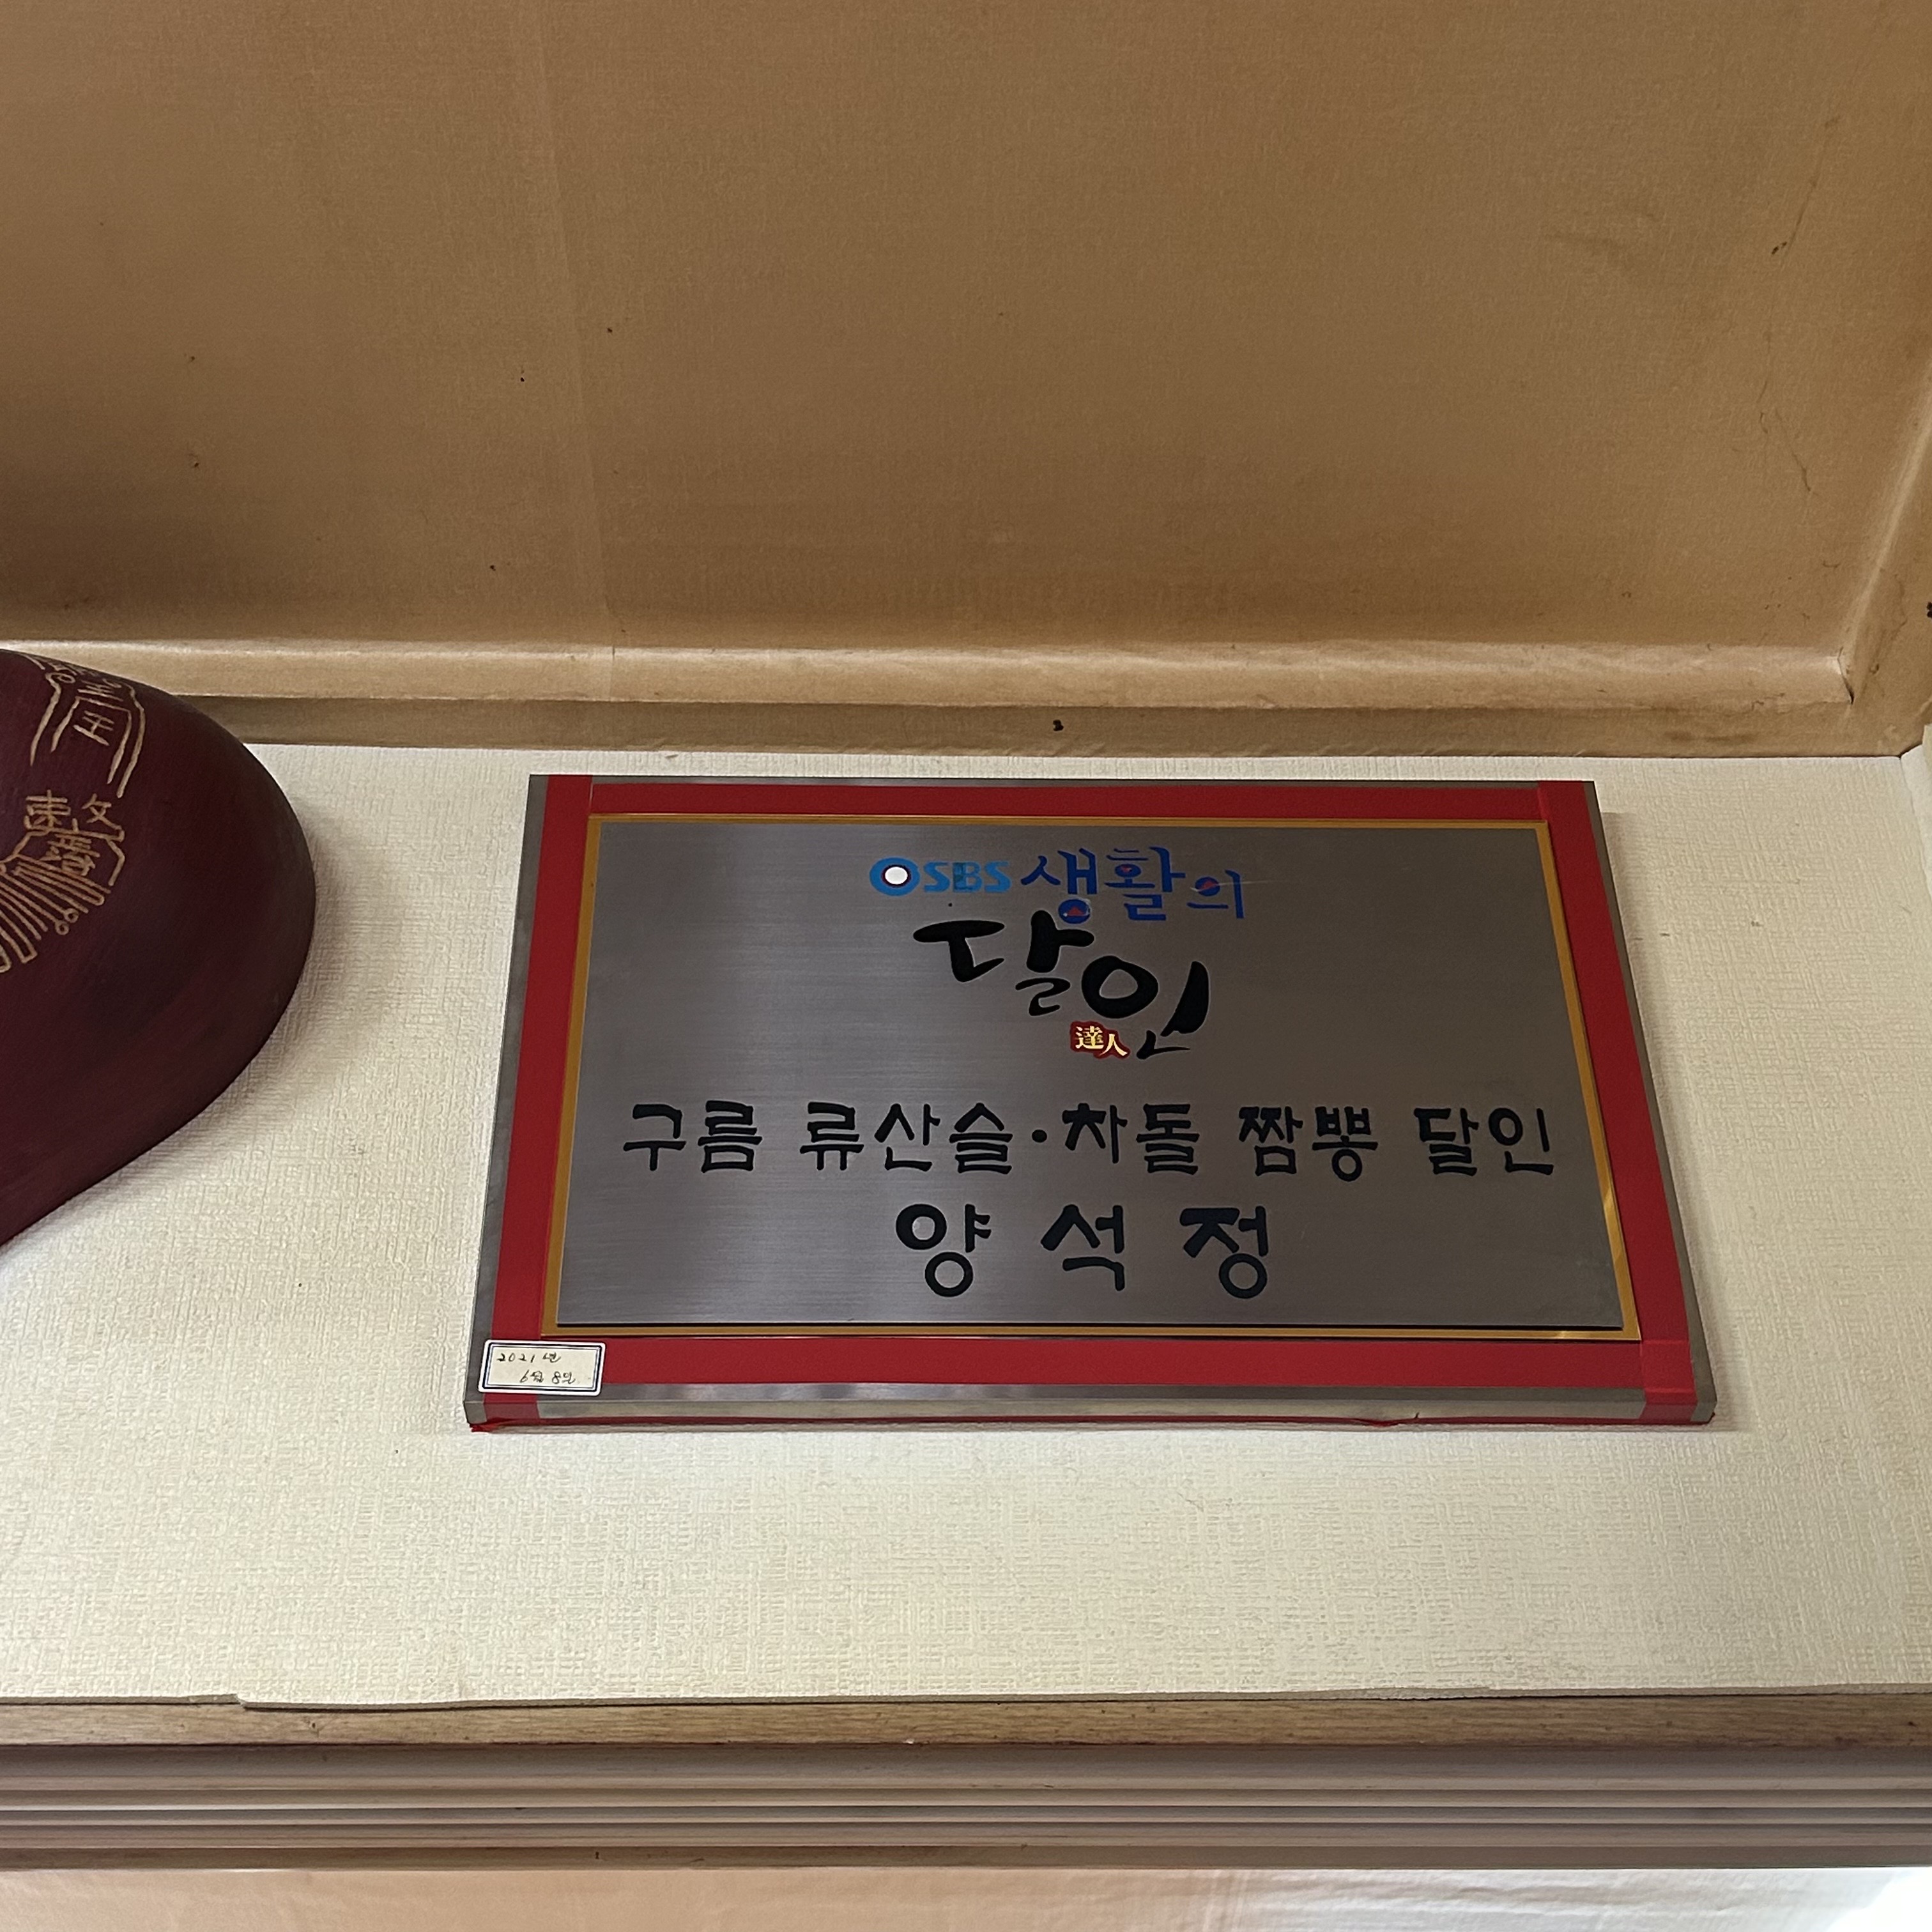 SBS 생활의
달인
達人
구름 류산슬·차돌 짬뽕 달인
양석정
2021년
6월 8일